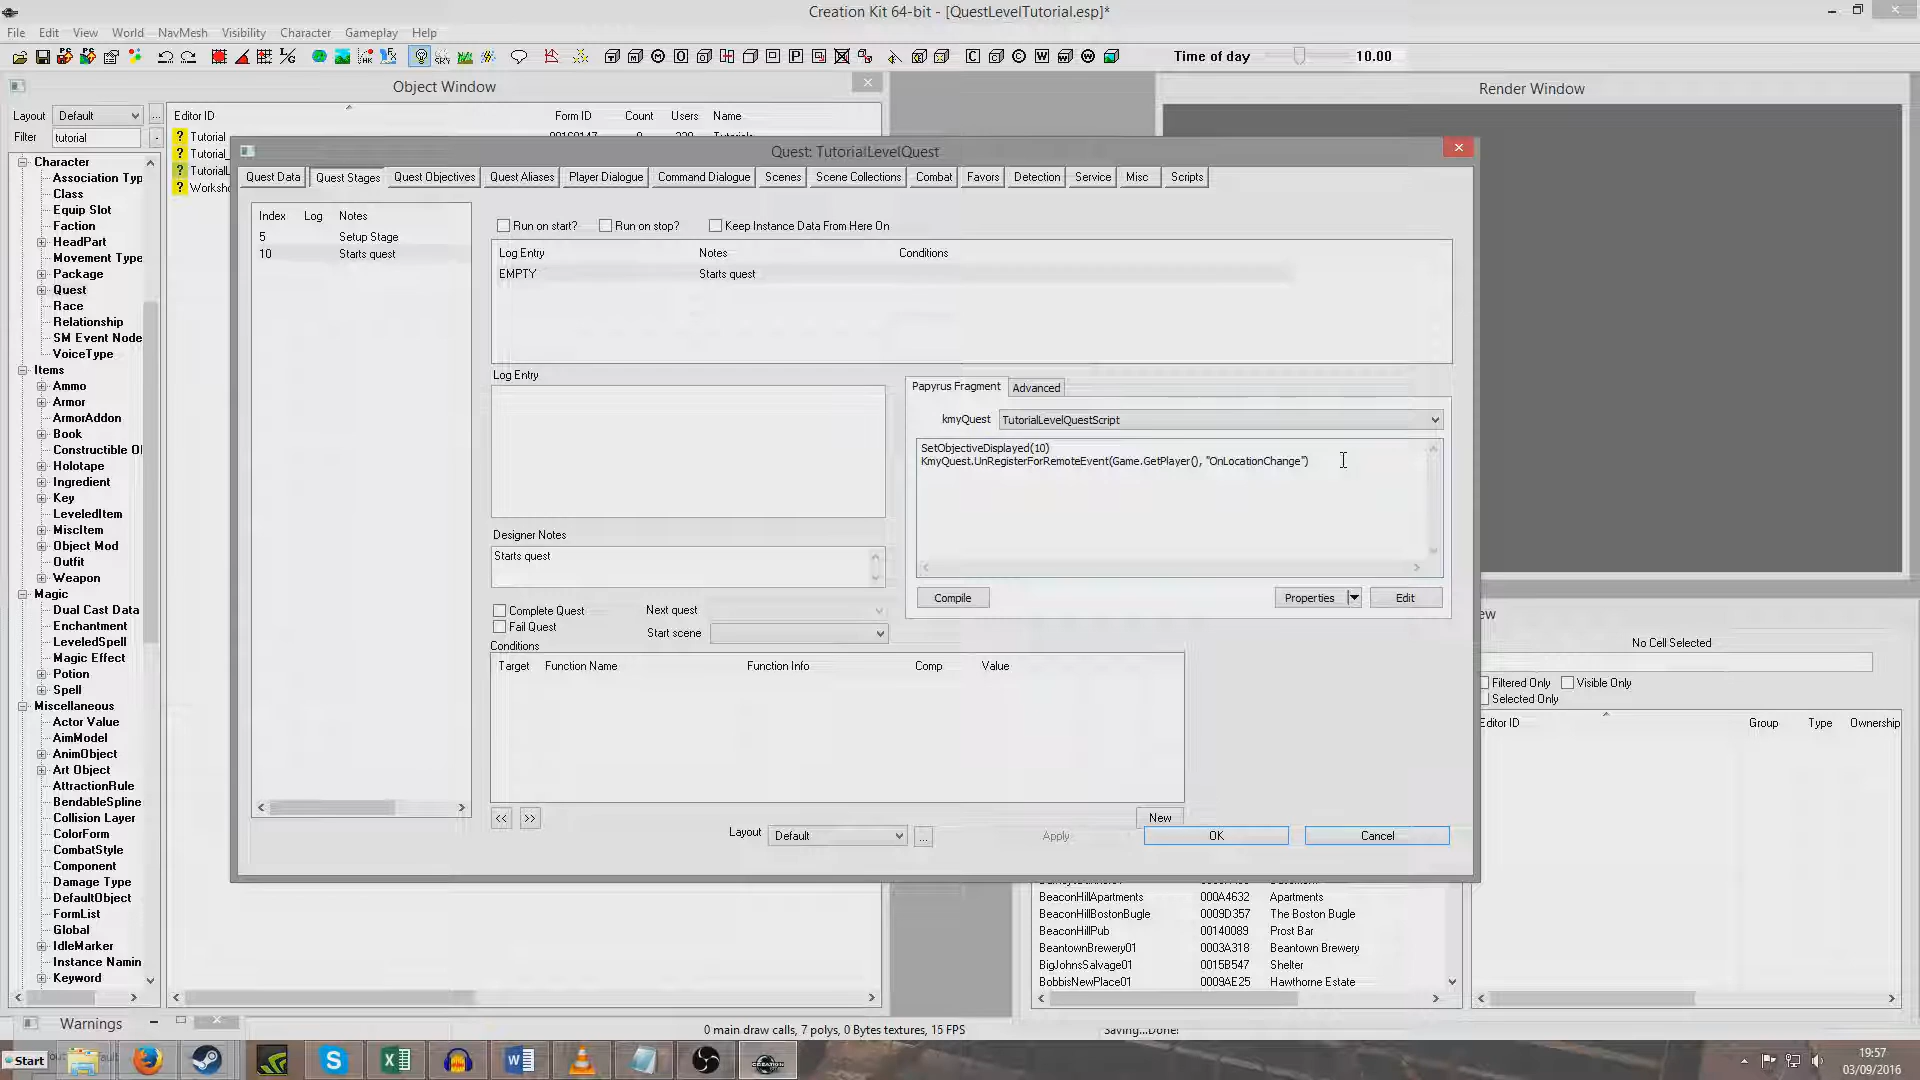 Creation Kit 64-bit - [QuestLevelTutorial.esp]*
File Edit View World NavMesh Visibility Character Gameplay Help
Time of day 10.00
Object Window
Render Window
Layout Default ...
Filter tutorial
Editor ID Form ID Count Users Name
Tutorial
Tutorial_
TutorialL
Worksho
Character
Association Typ
Class
Equip Slot
Faction
HeadPart
Movement Type
Package
Quest
Race
Relationship
SM Event Node
VoiceType
Items
Ammo
Armor
ArmorAddon
Book
Constructible Ol
Holotape
Ingredient
Key
LeveledItem
MiscItem
Object Mod
Outfit
Weapon
Magic
Dual Cast Data
Enchantment
LeveledSpell
Magic Effect
Potion
Spell
Miscellaneous
Actor Value
AimModel
AnimObject
Art Object
AttractionRule
BendableSpline
Collision Layer
ColorForm
CombatStyle
Component
Damage Type
DefaultObject
FormList
Global
IdleMarker
Instance Namin
Keyword
Quest: TutorialLevelQuest
Quest Data Quest Stages Quest Objectives Quest Aliases Player Dialogue Command Dialogue Scenes Scene Collections Combat Favors Detection Service Misc Scripts
Index Log Notes
5 Setup Stage
10 Starts quest
Run on start? Run on stop? Keep Instance Data From Here On
Log Entry Notes Conditions
EMPTY Starts quest
Log Entry
Papyrus Fragment Advanced
kmyQuest TutorialLevelQuestScript
SetObjectiveDisplayed(10)
KmyQuest.UnRegisterForRemoteEvent(Game.GetPlayer(), "OnLocationChange")
Designer Notes
Starts quest
Compile Properties Edit
Complete Quest Next quest
Fail Quest Start scene
Conditions
Target Function Name Function Info Comp Value
<< >> New
Layout Default ... Apply OK Cancel
ew
No Cell Selected
Filtered Only Visible Only
Selected Only
Editor ID Group Type Ownership
BeaconHillApartments 000A4632 Apartments
BeaconHillBostonBugle 0009D357 The Boston Bugle
BeaconHillPub 00140089 Prost Bar
BeantownBrewery01 0003A318 Beantown Brewery
BigJohnsSalvage01 0015B547 Shelter
BobbisNewPlace01 0009AE25 Hawthorne Estate
Warnings
0 main draw calls, 7 polys, 0 Bytes textures, 15 FPS
Saving...Done!
Start
19:57
03/09/2016